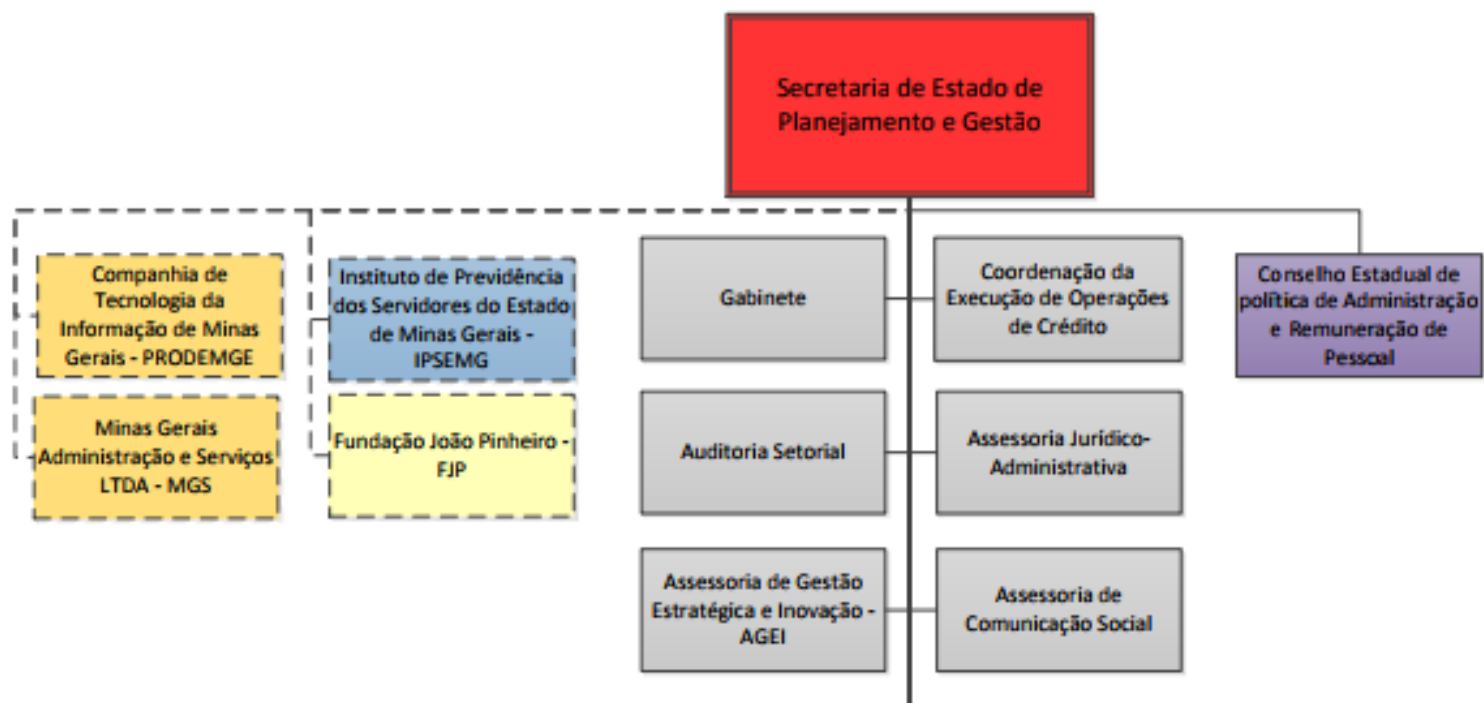 Secretaria de Estado de
Planejamento e Gestão
Companhia de
Tecnologia da
Informação de Minas
Gerais - PRODEMGE
Instituto de Previdência
dos Servidores do Estado
de Minas Gerais -
IPSEMG
Gabinete
Coordenação da
Execução de Operações
de Crédito
Conselho Estadual de
política de Administração
e Remuneração de
Pessoal
Minas Gerais
Administração e Serviços
LTDA - MGS
Fundação João Pinheiro -
FJP
Auditoria Setorial
Assessoria Jurídico-
Administrativa
Assessoria de Gestão
Estratégica e Inovação -
AGEI
Assessoria de
Comunicação Social